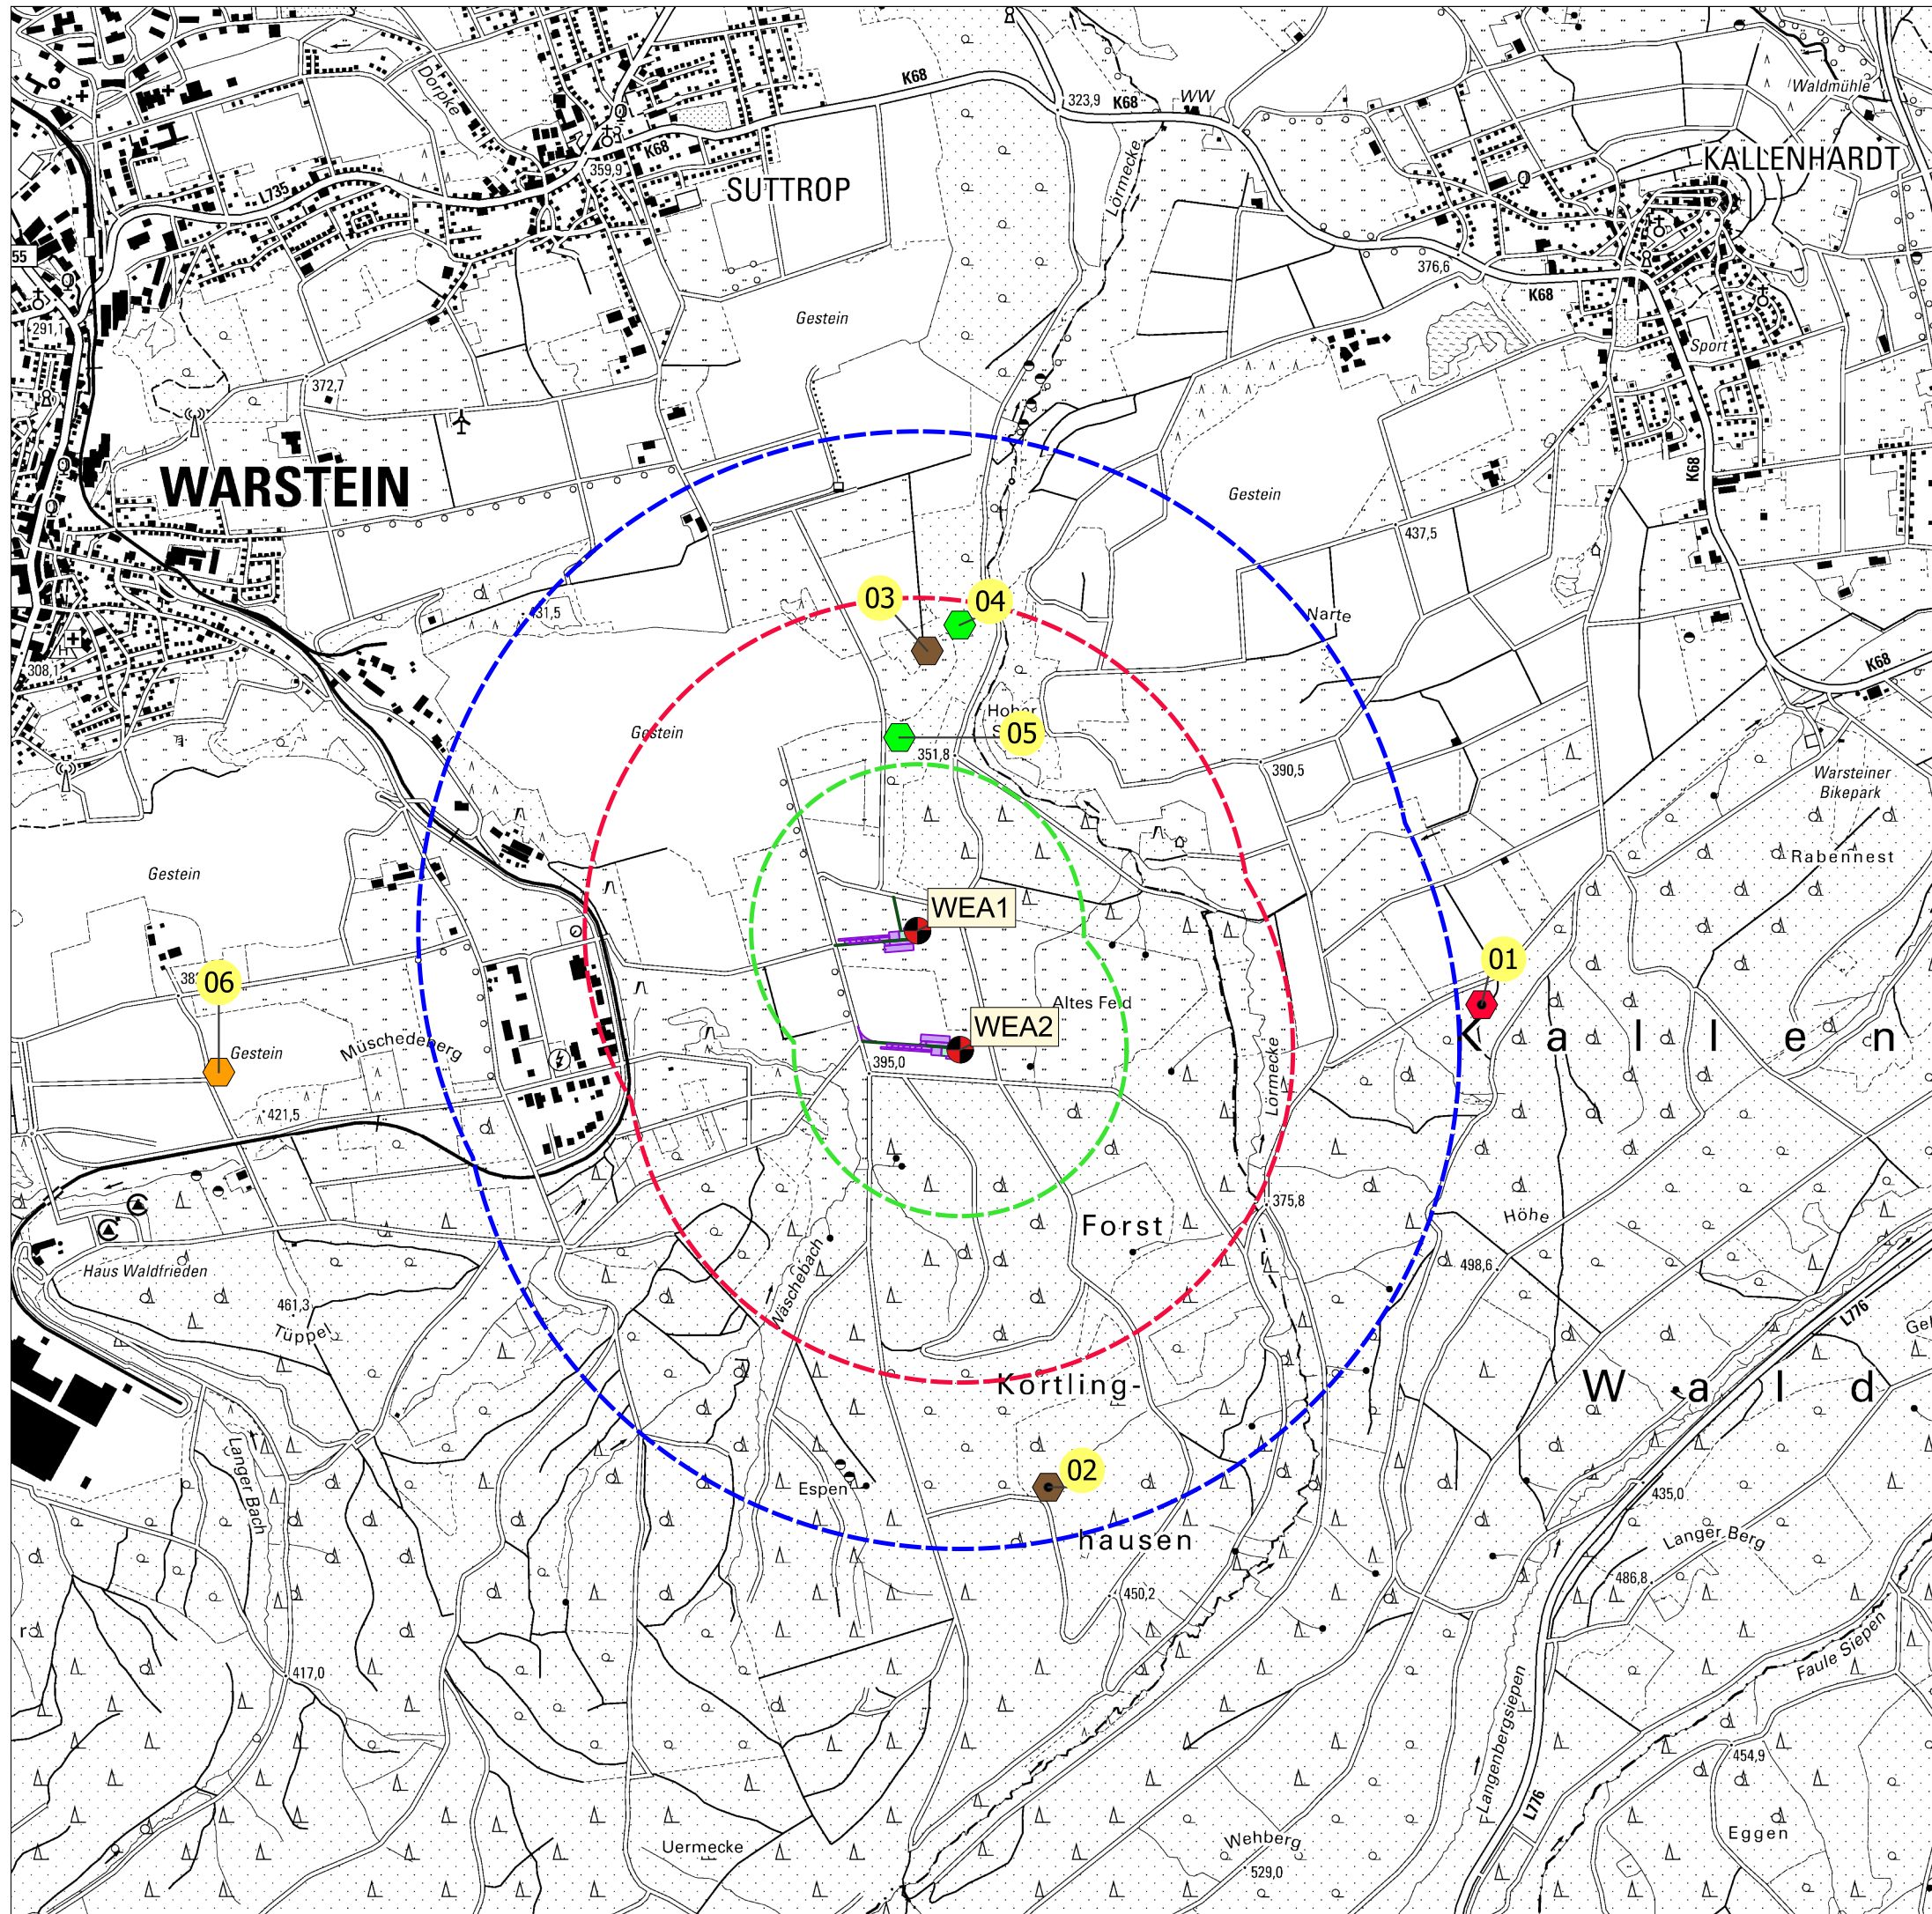 Dorpke
K68
323,9
K68
WW
Waldmühle
KALLENHARDT
K68
359,9
L735
SUTTROP
Lörmecke
55
376,6
K68
291,1
Gestein
Sport
372,7
WARSTEIN
Gestein
K68
437,5
03
04
431,5
Narte
308,1
K68
Gestein
Hoher
05
351,8
390,5
Warsteiner
Bikepark
Rabennest
Gestein
WEA1
01
06
Altes Feld
WEA2
Gestein
Müschedeberg
Kallen
395,0
Lörmecke
421,5
375,8
Forst
Höhe
498,6
Haus Waldfrieden
Wäschebach
461,3
Tüppel
L776
Körtling-
Wald
Langer Bach
02
Espen
435,0
hausen
Langer Berg
486,8
450,2
Faule Siepen
417,0
Langenbergsiepen
454,9
L776
Uermecke
Wehberg
Eggen
529,0